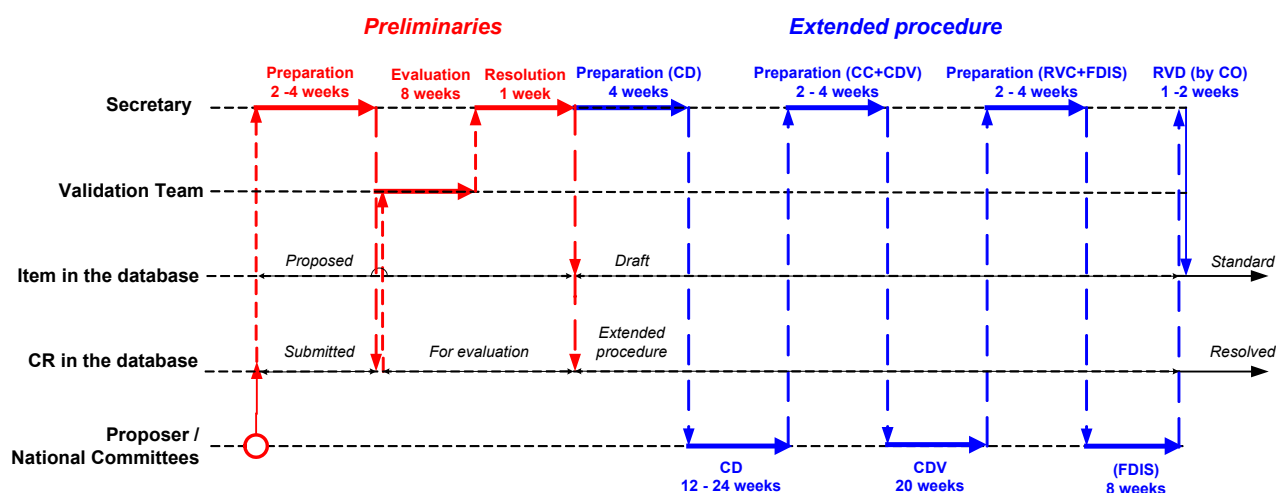 Preliminaries
Extended procedure
Preparation
2 -4 weeks
Evaluation
8 weeks
Resolution
1 week
Preparation (CD)
4 weeks
Preparation (CC+CDV)
2 - 4 weeks
Preparation (RVC+FDIS)
2 - 4 weeks
RVD (by CO)
1 -2 weeks
Secretary
Validation Team
Item in the database
Proposed
Draft
Standard
CR in the database
Submitted
For evaluation
Extended
procedure
Resolved
Proposer /
National Committees
CD
12 - 24 weeks
CDV
20 weeks
(FDIS)
8 weeks